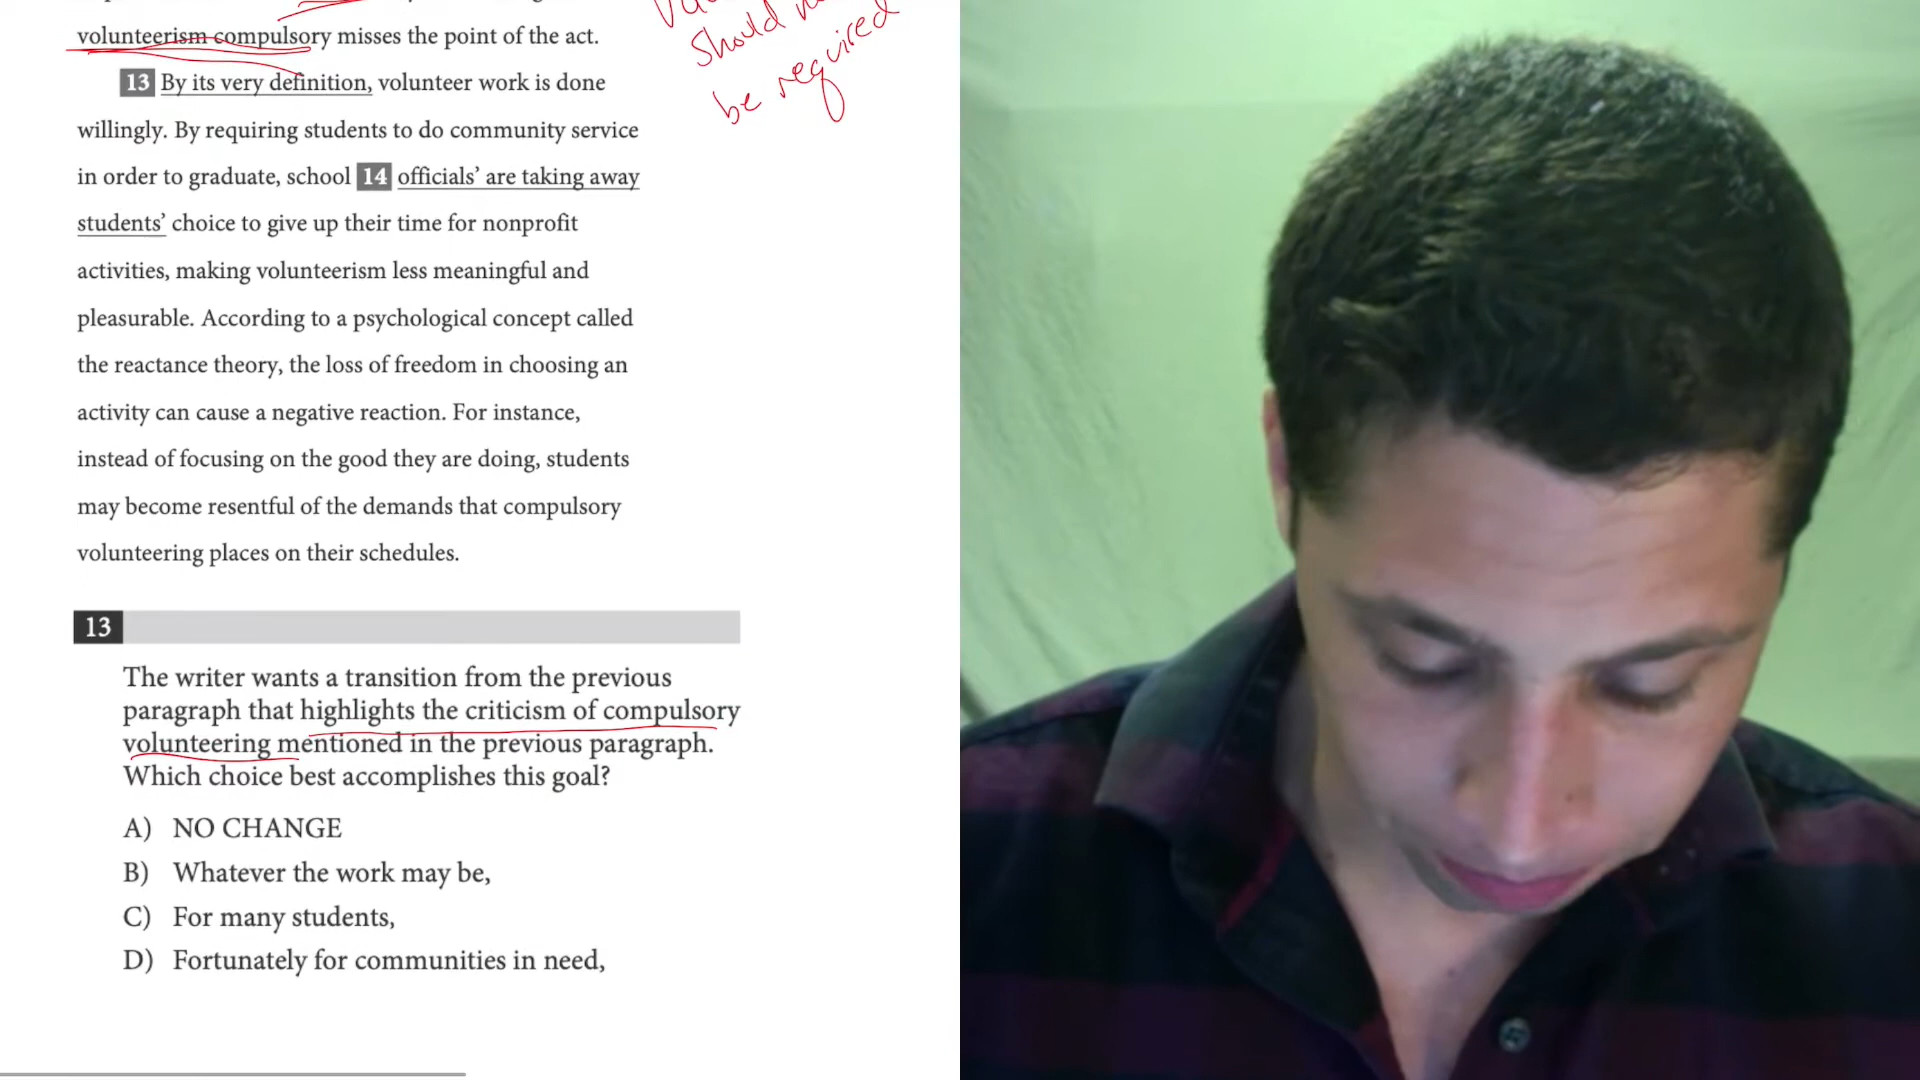 volunteerism compulsory misses the point of the act.
should
be required
13 By its very definition, volunteer work is done
willingly. By requiring students to do community service
in order to graduate, school 14 officials’ are taking away
students’ choice to give up their time for nonprofit
activities, making volunteerism less meaningful and
pleasurable. According to a psychological concept called
the reactance theory, the loss of freedom in choosing an
activity can cause a negative reaction. For instance,
instead of focusing on the good they are doing, students
may become resentful of the demands that compulsory
volunteering places on their schedules.
13
The writer wants a transition from the previous
paragraph that highlights the criticism of compulsory
volunteering mentioned in the previous paragraph.
Which choice best accomplishes this goal?
A) NO CHANGE
B) Whatever the work may be,
C) For many students,
D) Fortunately for communities in need,